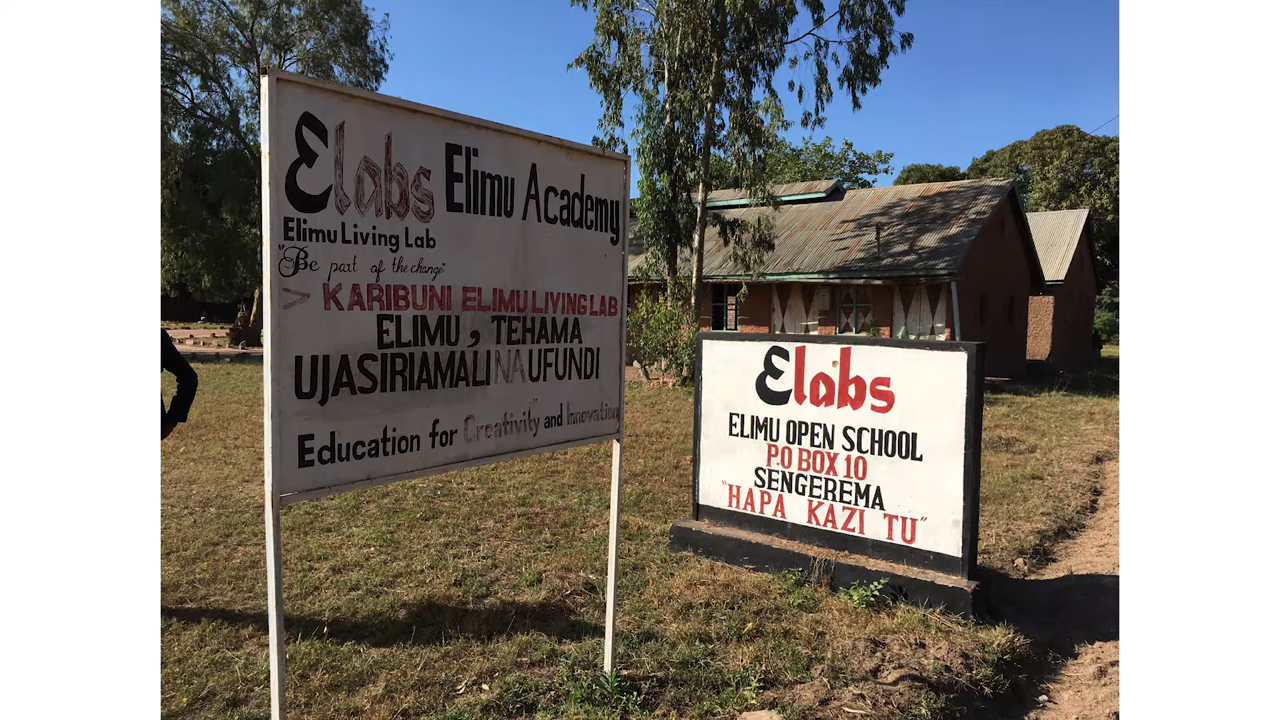 Elabs Elimu Academy
Elimu Living Lab
"Be part of the change"
> KARIBUNI ELIMU LIVING LAB
ELIMU, TEHAMA
UJASIRIAMALI NA UFUNDI
Education for Creativity and Innovation
Elabs
ELIMU OPEN SCHOOL
P.O BOX 10
SENGEREMA
"HAPA KAZI TU"